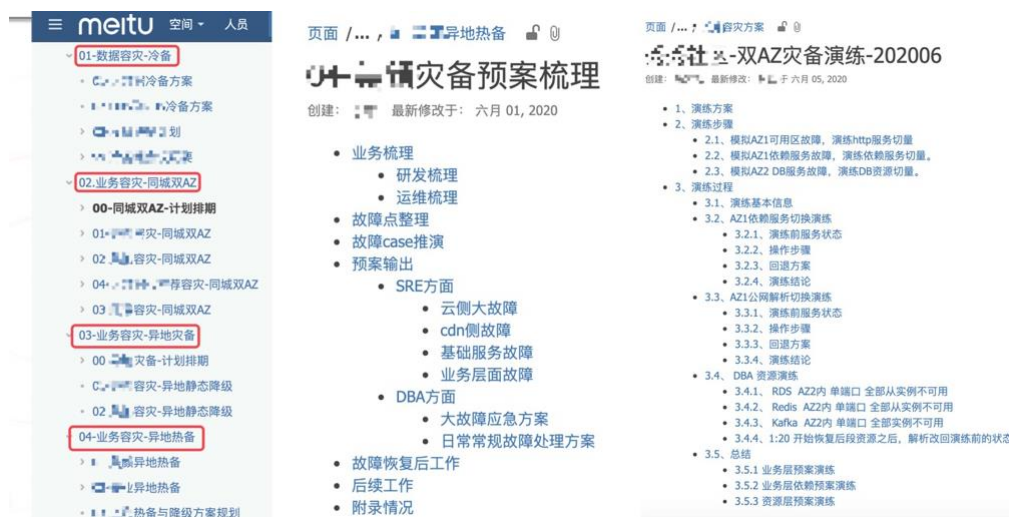 meitu 空间 人员
01-数据容灾-冷备
冷备方案
冷备方案
划
02.业务容灾-同城双AZ
00-同城双AZ-计划排期
01- 灾-同城双AZ
02 容灾-同城双AZ
04- 荐容灾-同城双AZ
03 容灾-同城双AZ
03-业务容灾-异地灾备
00 灾备-计划排期
容灾-异地静态降级
02 容灾-异地静态降级
04-业务容灾-异地热备
异地热备
业异地热备
热备与降级方案规划
页面 /... / 异地热备
灾备预案梳理
创建: 最新修改于: 六月 01, 2020
• 业务梳理
• 研发梳理
• 运维梳理
• 故障点整理
• 故障case推演
• 预案输出
• SRE方面
• 云侧大故障
• cdn侧故障
• 基础服务故障
• 业务层面故障
• DBA方面
• 大故障应急方案
• 日常常规故障处理方案
• 故障恢复后工作
• 后续工作
• 附录情况
页面 /... / 容灾方案
-双AZ灾备演练-202006
创建: 最新修改: 于 六月 05, 2020
• 1、演练方案
• 2、演练步骤
• 2.1、模拟AZ1可用区故障，演练http服务切量
• 2.2、模拟AZ1依赖服务故障，演练依赖服务切量。
• 2.3、模拟AZ2 DB服务故障，演练DB资源切量。
• 3、演练过程
• 3.1、演练基本信息
• 3.2、AZ1依赖服务切换演练
• 3.2.1、演练前服务状态
• 3.2.2、操作步骤
• 3.2.3、回退方案
• 3.2.4、演练结论
• 3.3、AZ1公网解析切换演练
• 3.3.1、演练前服务状态
• 3.3.2、操作步骤
• 3.3.3、回退方案
• 3.3.4、演练结论
• 3.4、DBA 资源演练
• 3.4.1、 RDS AZ2内 单端口 全部从实例不可用
• 3.4.2、 Redis AZ2内 单端口 全部从实例不可用
• 3.4.3、 Kafka AZ2内 单端口 全部实例不可用
• 3.4.4、1:20 开始恢复后段资源之后，解析改回演练前的状态
• 3.5、总结
• 3.5.1 业务层预案演练
• 3.5.2 业务层依赖预案演练
• 3.5.3 资源层预案演练